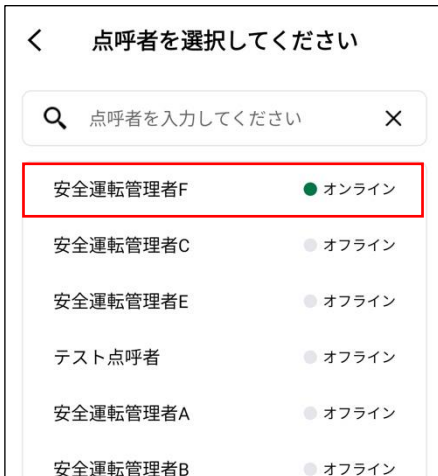 点呼者を選択してください
点呼者を入力してください
安全運転管理者F オンライン
安全運転管理者C オフライン
安全運転管理者E オフライン
テスト点呼者 オフライン
安全運転管理者A オフライン
安全運転管理者B オフライン